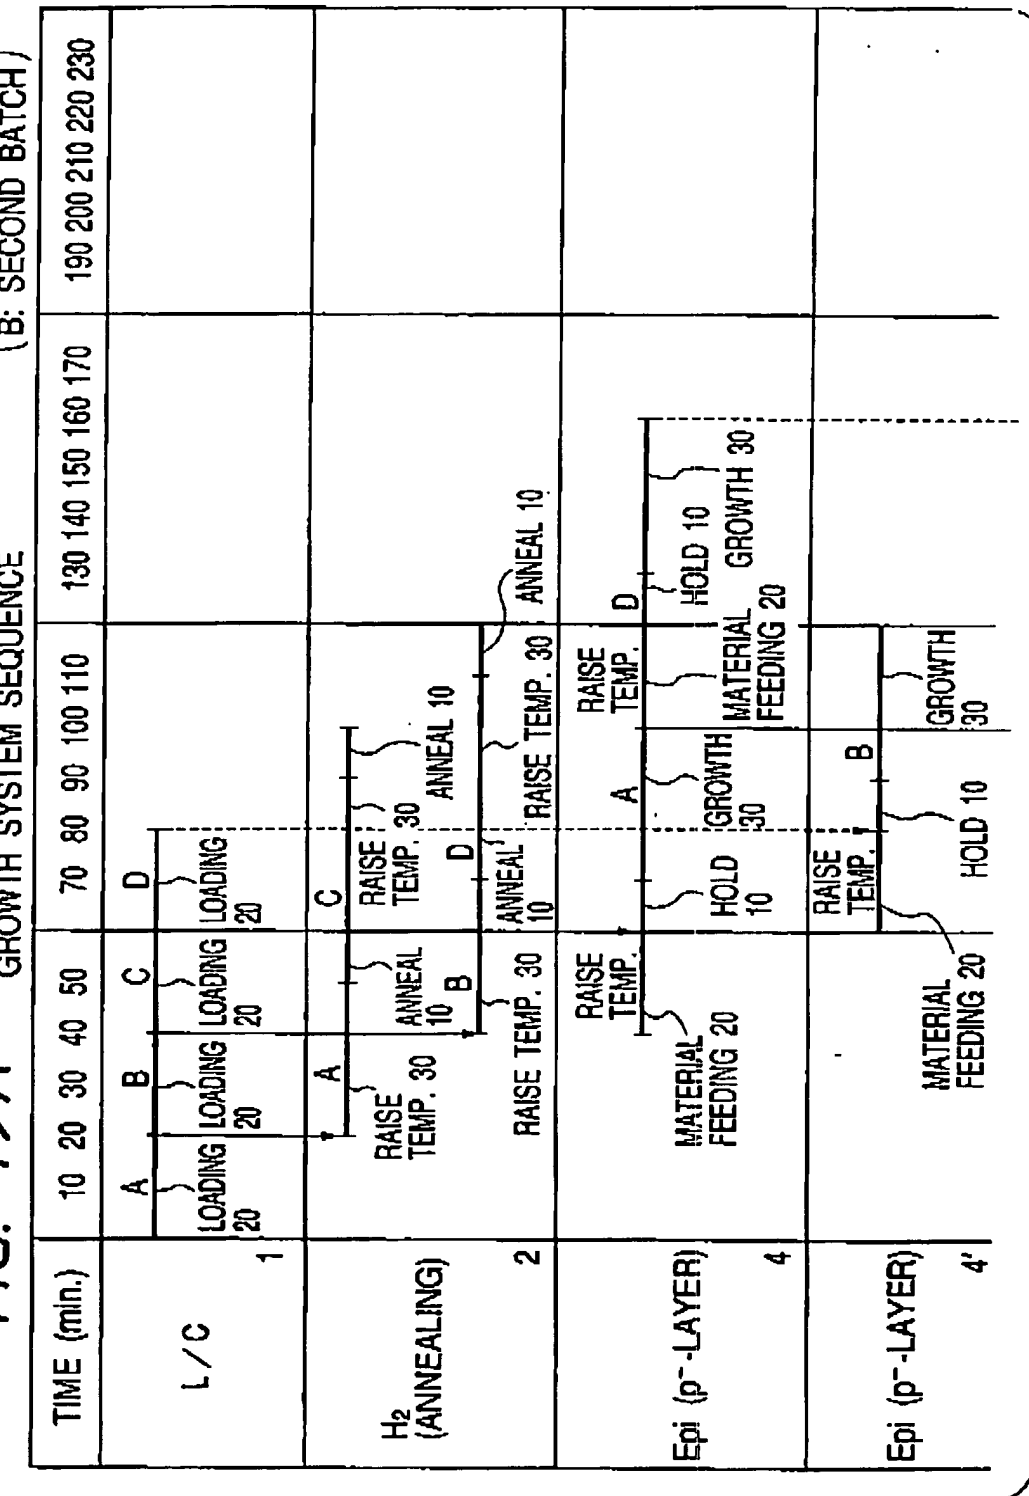 GROWTH SYSTEM SEQUENCE
(B: SECOND BATCH)
TIME (min.)
10 20 30 40 50 60 70 80 90 100 110
130 140 150 160 170
190 200 210 220 230
L/C
1
A
B
C
D
LOADING
20
LOADING
20
LOADING
20
LOADING
20
H2
(ANNEALING)
2
A
C
RAISE
TEMP. 30
ANNEAL
10
RAISE
TEMP. 30
ANNEAL 10
B
D
RAISE TEMP. 30
ANNEAL
10
RAISE TEMP. 30
ANNEAL 10
Epi (p⁻-LAYER)
4
RAISE
TEMP.
A
RAISE
TEMP.
D
MATERIAL
FEEDING 20
HOLD
10
GROWTH
30
MATERIAL
FEEDING 20
HOLD 10
GROWTH 30
Epi (p⁻-LAYER)
4'
RAISE
TEMP.
B
MATERIAL
FEEDING 20
HOLD 10
GROWTH
30